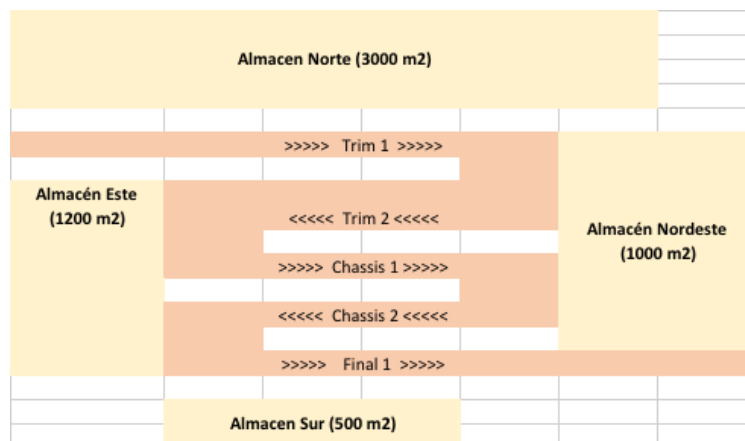 Almacen Norte (3000 m2)
>>>>> Trim 1 >>>>>
Almacén Este
(1200 m2)
<<<<< Trim 2 <<<<<
Almacén Nordeste
(1000 m2)
>>>>> Chassis 1 >>>>>
<<<<< Chassis 2 <<<<<
>>>>> Final 1 >>>>>
Almacen Sur (500 m2)